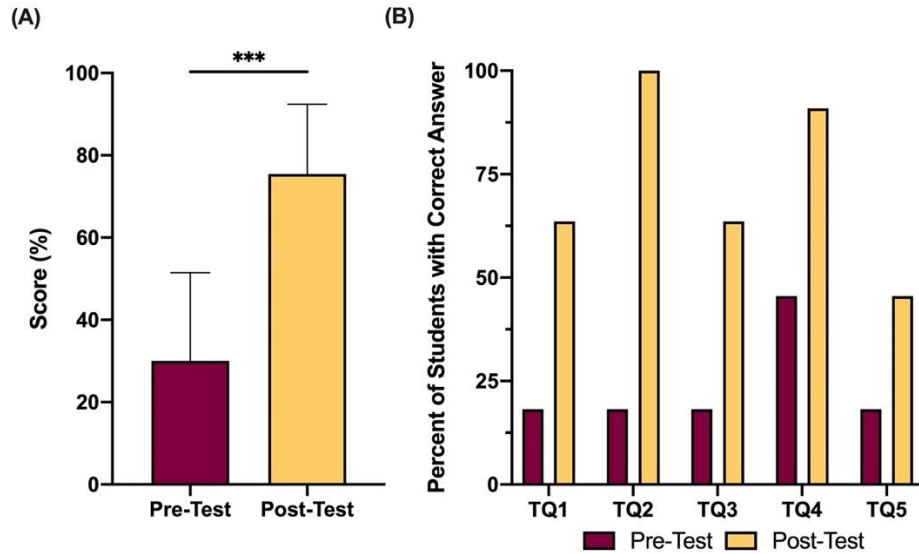 (A)
***
Score (%)
100
80
60
40
20
0
Pre-Test Post-Test
(B)
Percent of Students with Correct Answer
100
75
50
25
0
TQ1 TQ2 TQ3 TQ4 TQ5
Pre-Test Post-Test